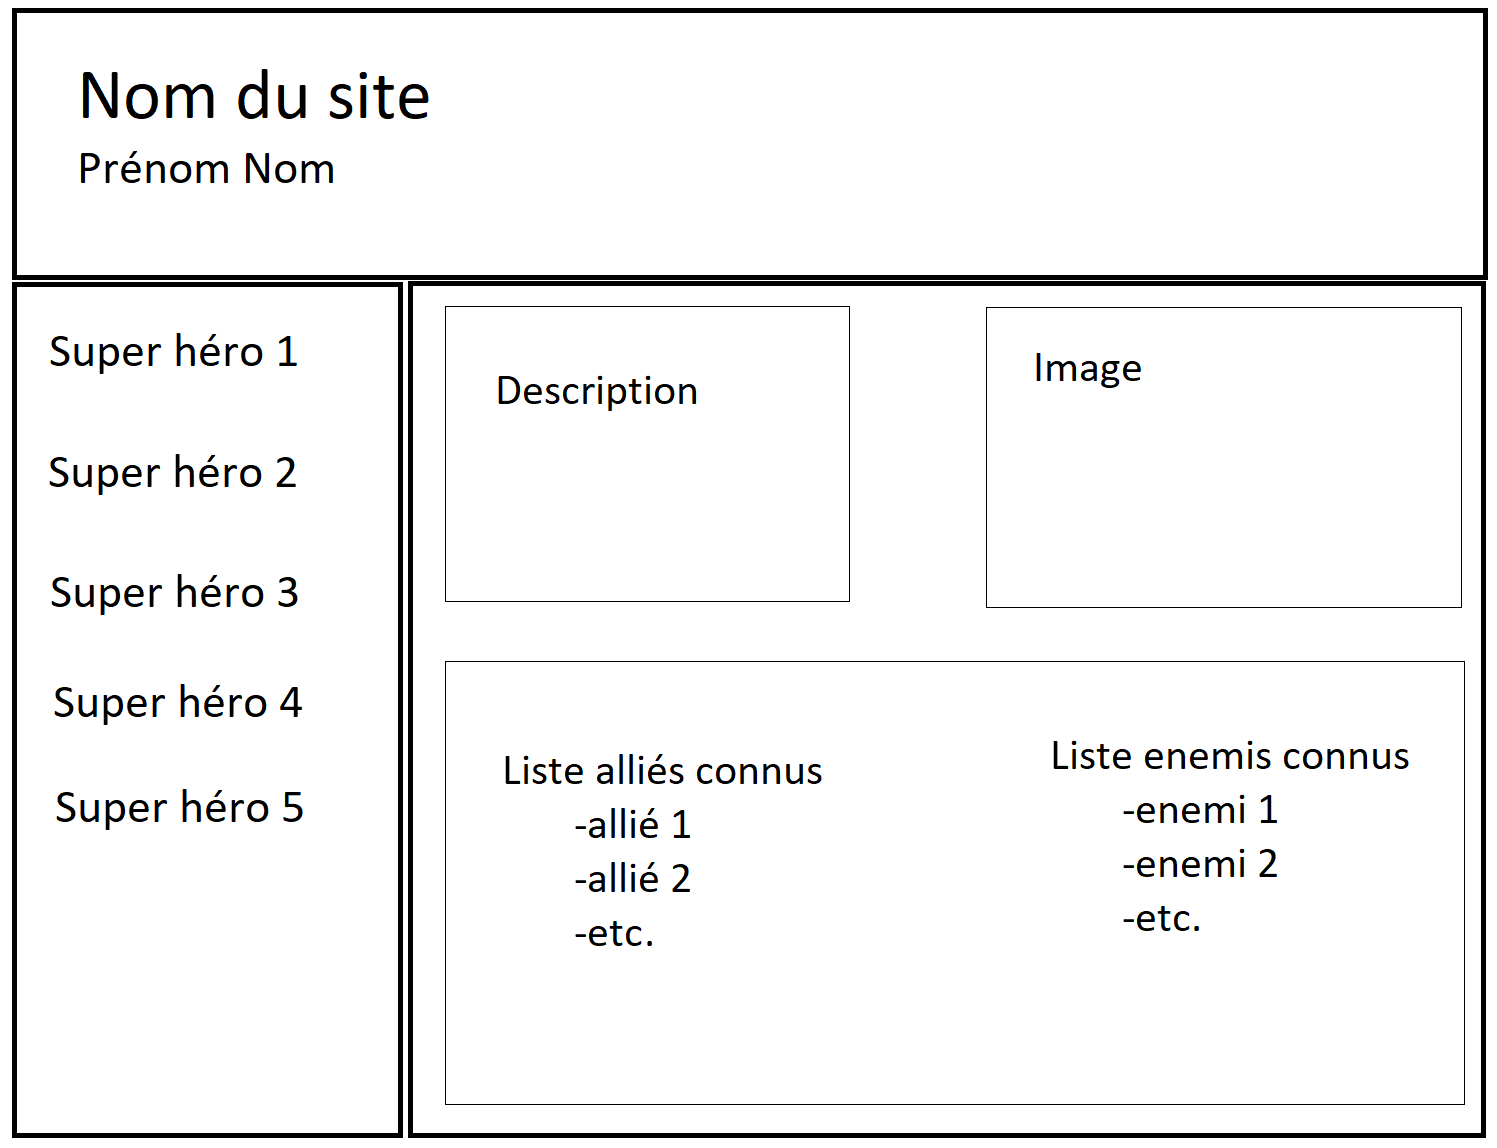 Nom du site
Prénom Nom
Super héro 1
Super héro 2
Super héro 3
Super héro 4
Super héro 5
Description
Image
Liste alliés connus
-allié 1
-allié 2
-etc.
Liste enemis connus
-enemi 1
-enemi 2
-etc.